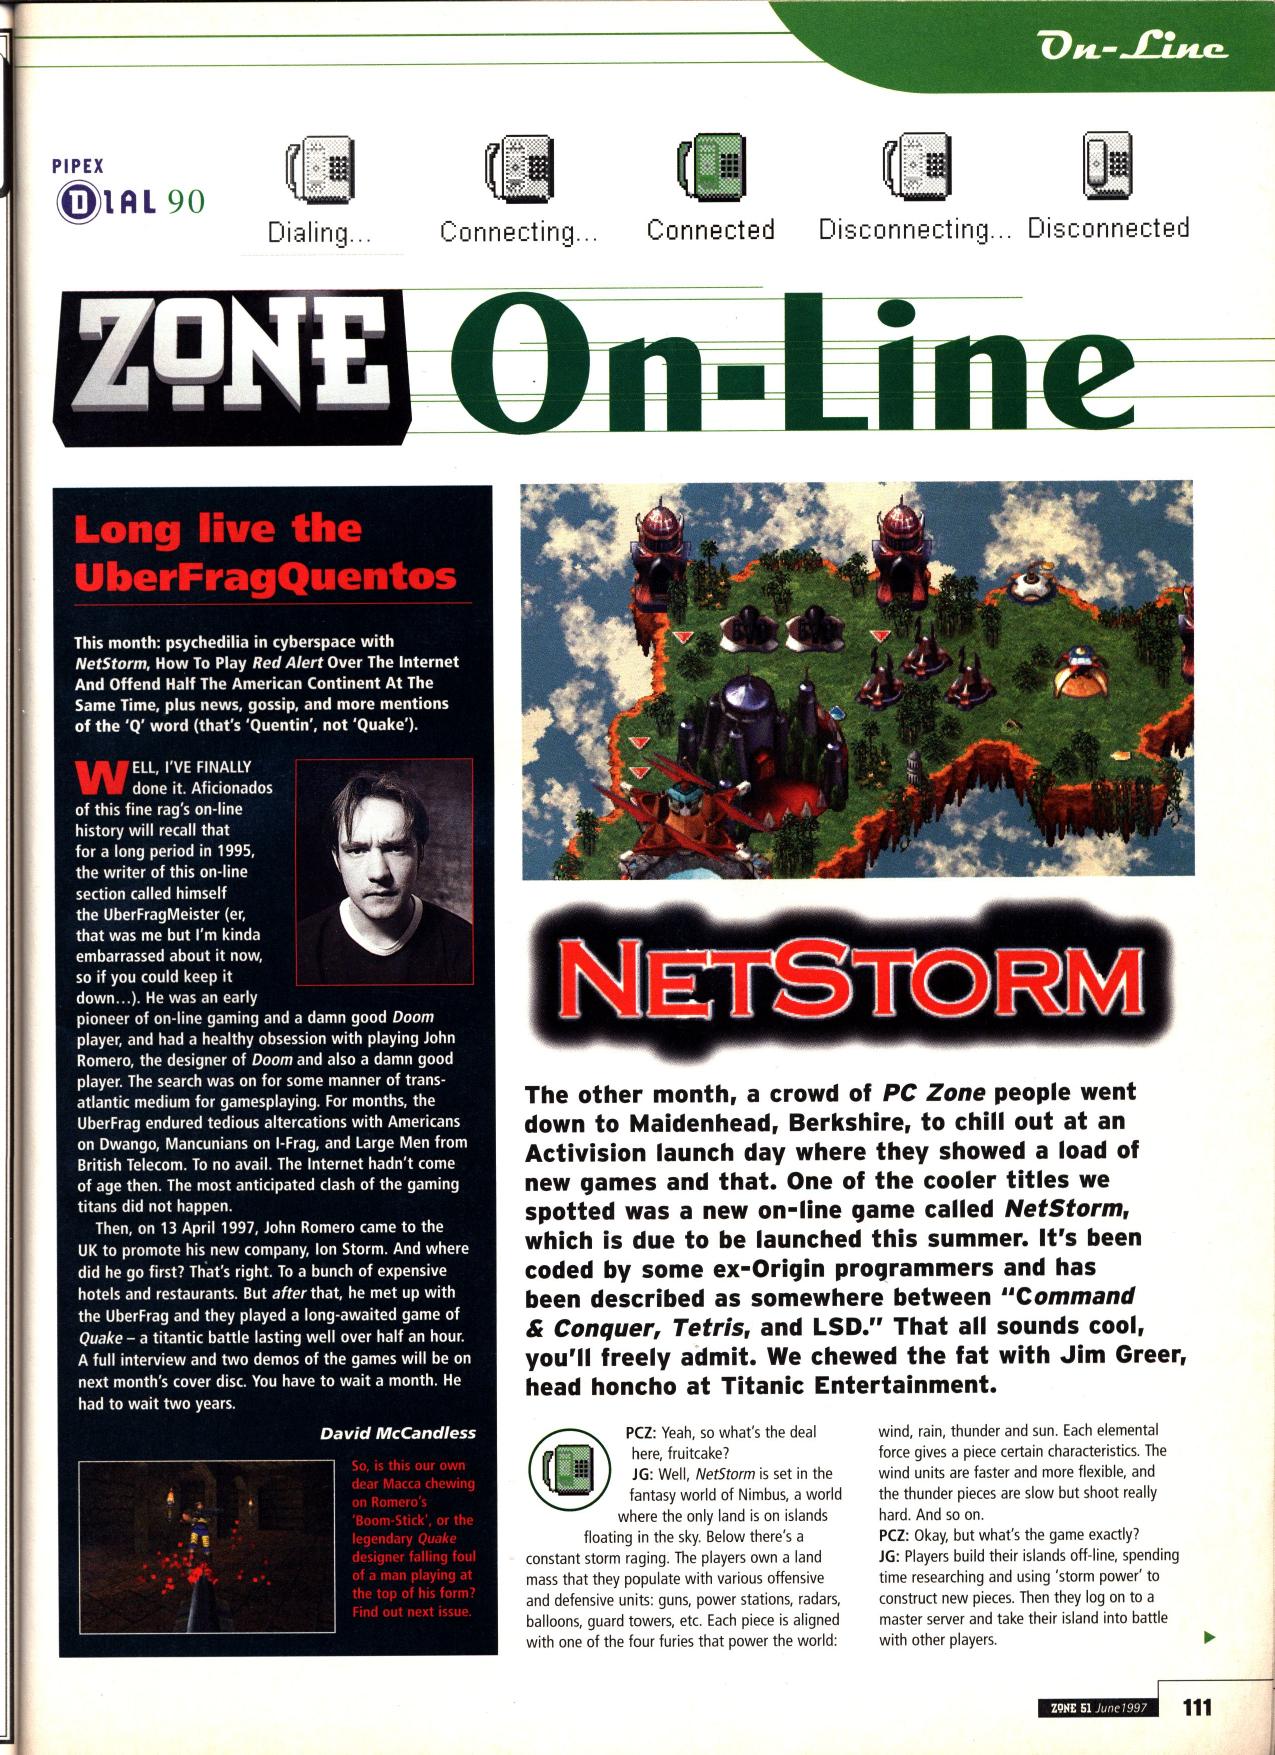 On-Line
PIPEX
DIAL 90
Dialing...
Connecting...
Connected
Disconnecting...
Disconnected
ZONE On-Line
Long live the
UberFragQuentos
This month: psychedilia in cyberspace with
NetStorm, How To Play Red Alert Over The Internet
And Offend Half The American Continent At The
Same Time, plus news, gossip, and more mentions
of the 'Q' word (that's 'Quentin', not 'Quake').
WELL, I'VE FINALLY
done it. Aficionados
of this fine rag's on-line
history will recall that
for a long period in 1995,
the writer of this on-line
section called himself
the UberFragMeister (er,
that was me but I'm kinda
embarrassed about it now,
so if you could keep it
down...). He was an early
pioneer of on-line gaming and a damn good Doom
player, and had a healthy obsession with playing John
Romero, the designer of Doom and also a damn good
player. The search was on for some manner of trans-
atlantic medium for gamesplaying. For months, the
UberFrag endured tedious altercations with Americans
on Dwango, Mancunians on I-Frag, and Large Men from
British Telecom. To no avail. The Internet hadn't come
of age then. The most anticipated clash of the gaming
titans did not happen.
Then, on 13 April 1997, John Romero came to the
UK to promote his new company, Ion Storm. And where
did he go first? That's right. To a bunch of expensive
hotels and restaurants. But after that, he met up with
the UberFrag and they played a long-awaited game of
Quake – a titantic battle lasting well over half an hour.
A full interview and two demos of the games will be on
next month's cover disc. You have to wait a month. He
had to wait two years.
David McCandless
So, is this our own
dear Macca chewing
on Romero's
'Boom-Stick', or the
legendary Quake
designer falling foul
of a man playing at
the top of his form?
Find out next issue.
NETSTORM
The other month, a crowd of PC Zone people went
down to Maidenhead, Berkshire, to chill out at an
Activision launch day where they showed a load of
new games and that. One of the cooler titles we
spotted was a new on-line game called NetStorm,
which is due to be launched this summer. It's been
coded by some ex-Origin programmers and has
been described as somewhere between "Command
& Conquer, Tetris, and LSD." That all sounds cool,
you'll freely admit. We chewed the fat with Jim Greer,
head honcho at Titanic Entertainment.
PCZ: Yeah, so what's the deal
here, fruitcake?
JG: Well, NetStorm is set in the
fantasy world of Nimbus, a world
where the only land is on islands
floating in the sky. Below there's a
constant storm raging. The players own a land
mass that they populate with various offensive
and defensive units: guns, power stations, radars,
balloons, guard towers, etc. Each piece is aligned
with one of the four furies that power the world:
wind, rain, thunder and sun. Each elemental
force gives a piece certain characteristics. The
wind units are faster and more flexible, and
the thunder pieces are slow but shoot really
hard. And so on.
PCZ: Okay, but what's the game exactly?
JG: Players build their islands off-line, spending
time researching and using 'storm power' to
construct new pieces. Then they log on to a
master server and take their island into battle
with other players.
ZONE 51 June 1997
111